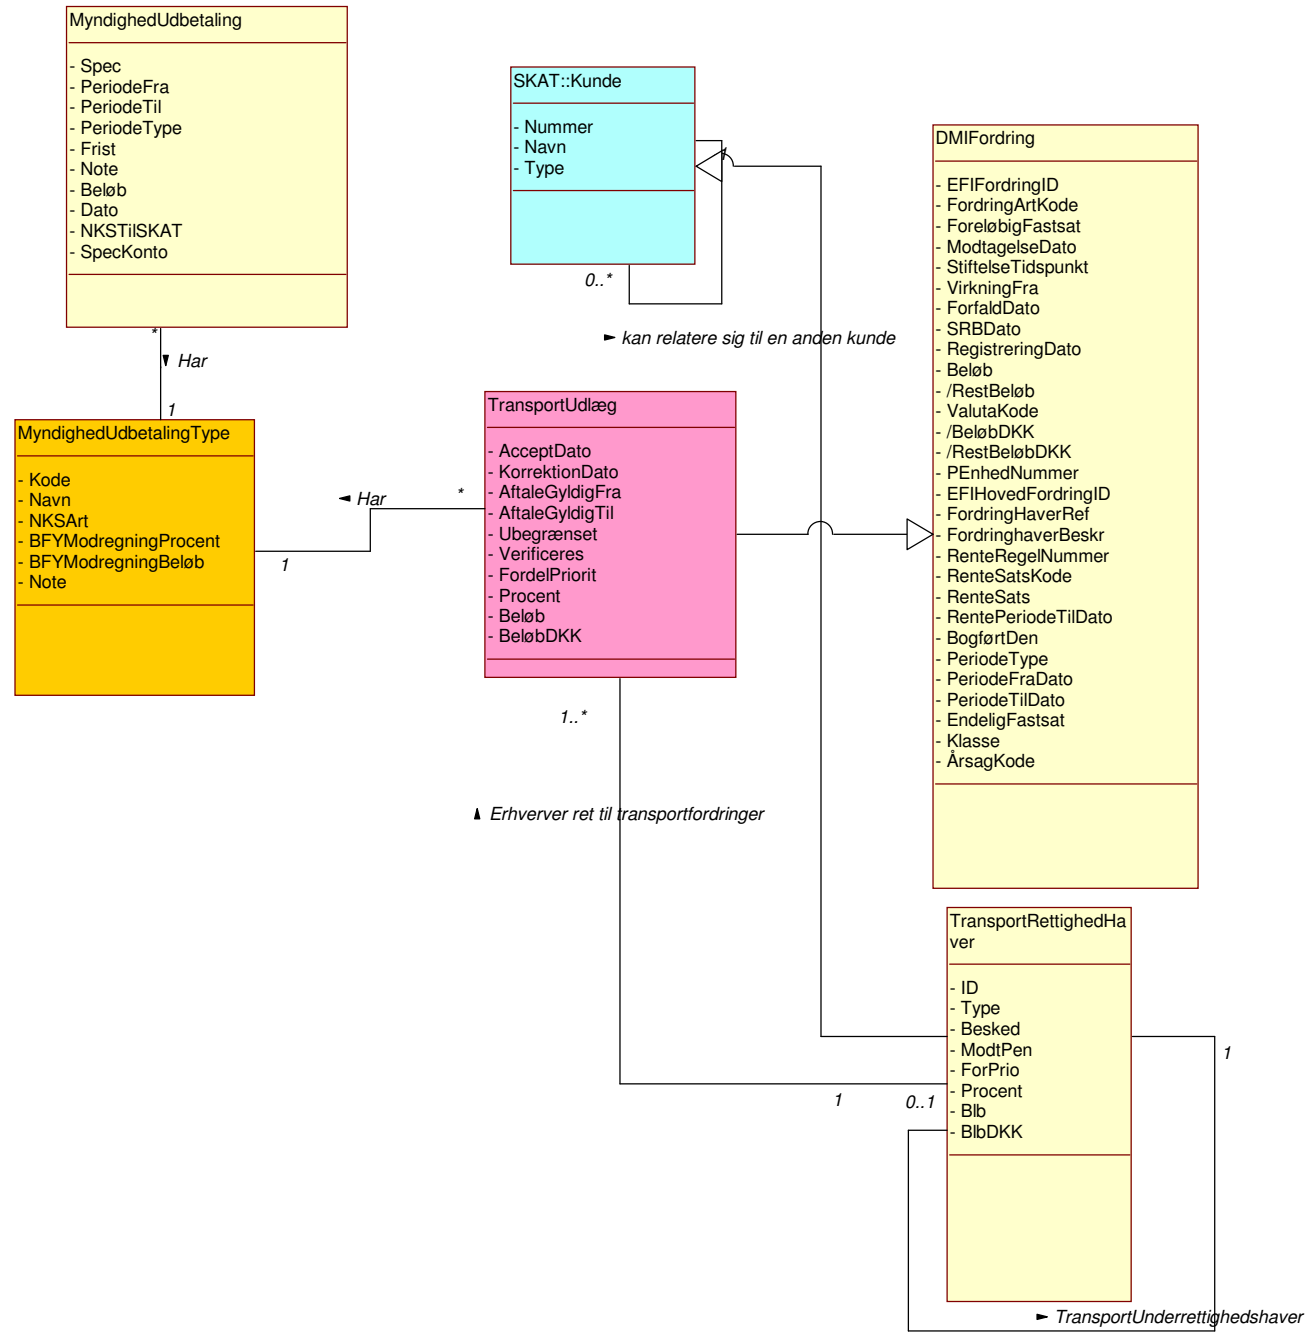 MyndighedUdbetaling
- Spec
- PeriodeFra
- PeriodeTil
- PeriodeType
- Frist
- Note
- Beløb
- Dato
- NKSTilSKAT
- SpecKonto
*
Har
1
MyndighedUdbetalingType
- Kode
- Navn
- NKSArt
- BFYModregningProcent
- BFYModregningBeløb
- Note
1
Har
*
SKAT::Kunde
- Nummer
- Navn
- Type
1
0..*
kan relatere sig til en anden kunde
TransportUdlæg
- AcceptDato
- KorrektionDato
- AftaleGyldigFra
- AftaleGyldigTil
- Ubegrænset
- Verificeres
- FordelPriorit
- Procent
- Beløb
- BeløbDKK
1..*
Erhverver ret til transportfordringer
DMIFordring
- EFIFordringID
- FordringArtKode
- ForeløbigFastsat
- ModtagelseDato
- StiftelseTidspunkt
- VirkningFra
- ForfaldDato
- SRBDato
- RegistreringDato
- Beløb
- /RestBeløb
- ValutaKode
- /BeløbDKK
- /RestBeløbDKK
- PEnhedNummer
- EFIHovedFordringID
- FordringHaverRef
- FordringhaverBeskr
- RenteRegelNummer
- RenteSatsKode
- RenteSats
- RentePeriodeTilDato
- BogførtDen
- PeriodeType
- PeriodeFraDato
- PeriodeTilDato
- EndeligFastsat
- Klasse
- ÅrsagKode
TransportRettighedHa
ver
- ID
- Type
- Besked
- ModtPen
- ForPrio
- Procent
- Blb
- BlbDKK
1
0..1
1
TransportUnderrettighedshaver